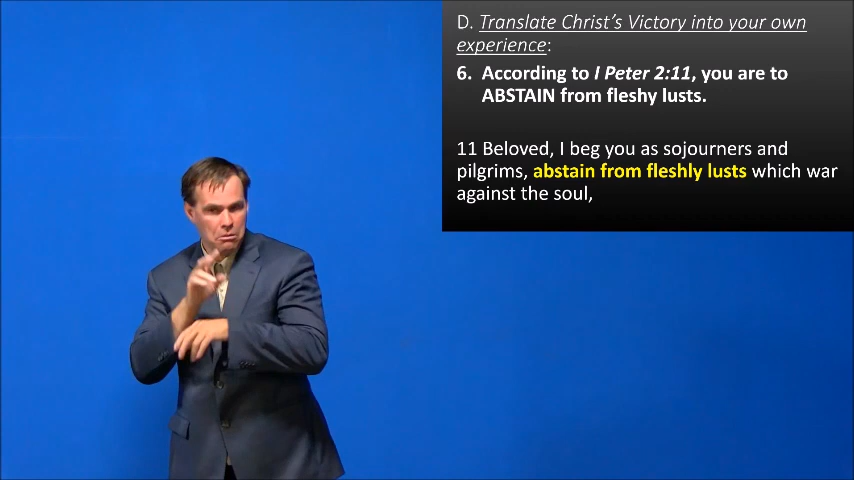 D. Translate Christ's Victory into your own
experience:
6. According to I Peter 2:11, you are to
ABSTAIN from fleshy lusts.
11 Beloved, I beg you as sojourners and
pilgrims, abstain from fleshly lusts which war
against the soul,